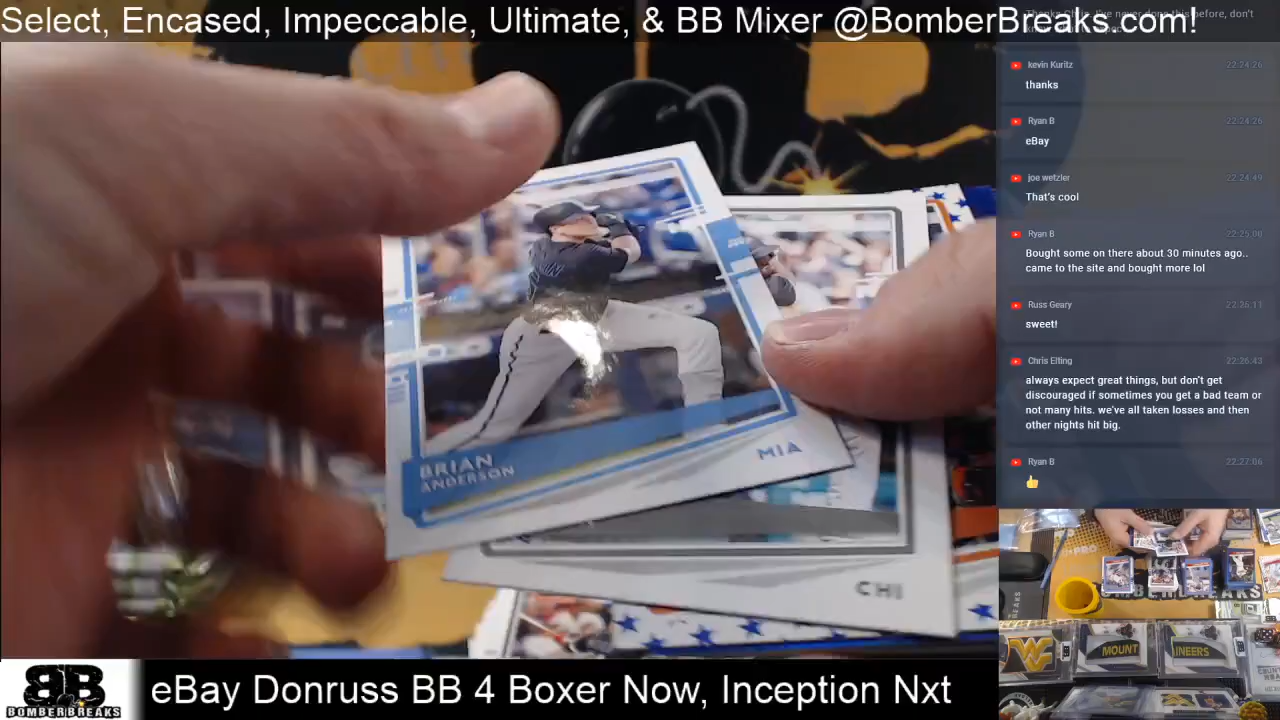 Select, Encased, Impeccable, Ultimate, & BB Mixer @BomberBreaks.com!
kevin Kuritz 22:24:26
thanks
Ryan B 22:24:26
eBay
joe wetzler 22:24:49
That's cool
Ryan B 22:25:08
Bought some on there about 30 minutes ago..
came to the site and bought more lol
Russ Geary 22:26:11
sweet!
Chris Elting 22:26:43
always expect great things, but don't get
discouraged if sometimes you get a bad team or
not many hits. we've all taken losses and then
other nights hit big.
Ryan B 22:27:06
BRIAN
ANDERSON
MIA
CHI
MOUNT
INEERS
BB
BOMBERBREAKS
eBay Donruss BB 4 Boxer Now, Inception Nxt